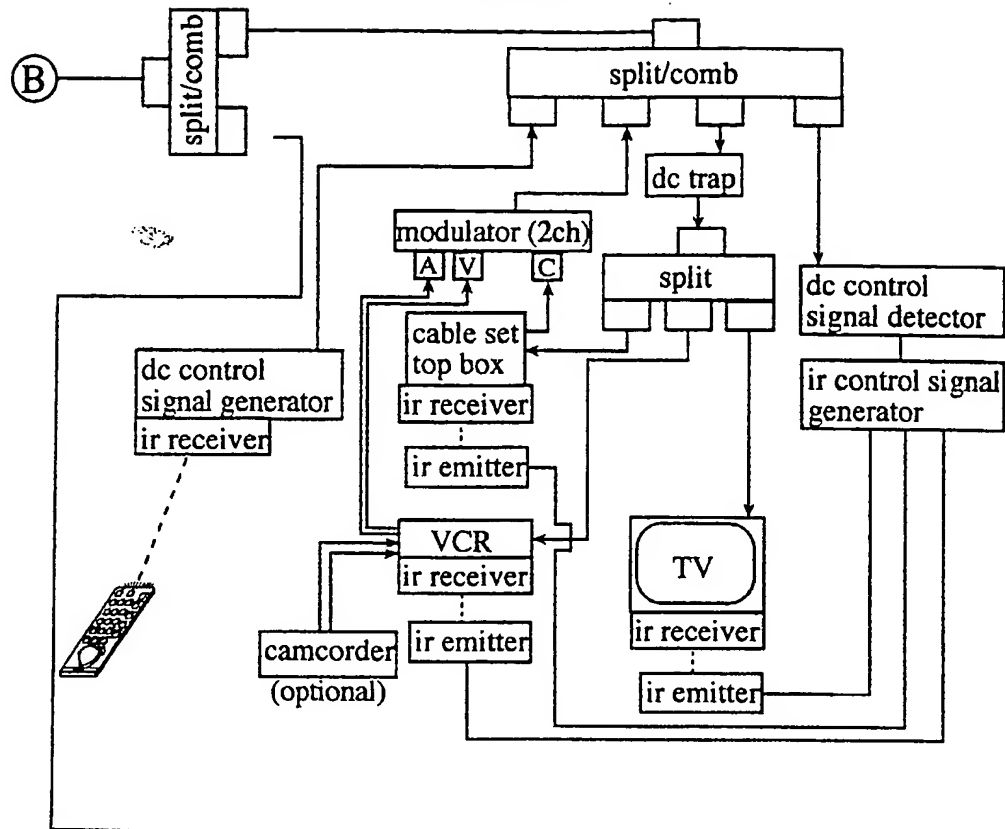 B
split/comb
split/comb
dc trap
modulator (2ch)
A V C
split
dc control
signal detector
cable set
top box
ir receiver
ir control signal
generator
dc control
signal generator
ir receiver
ir emitter
VCR
ir receiver
TV
ir emitter
ir receiver
camcorder
(optional)
ir emitter